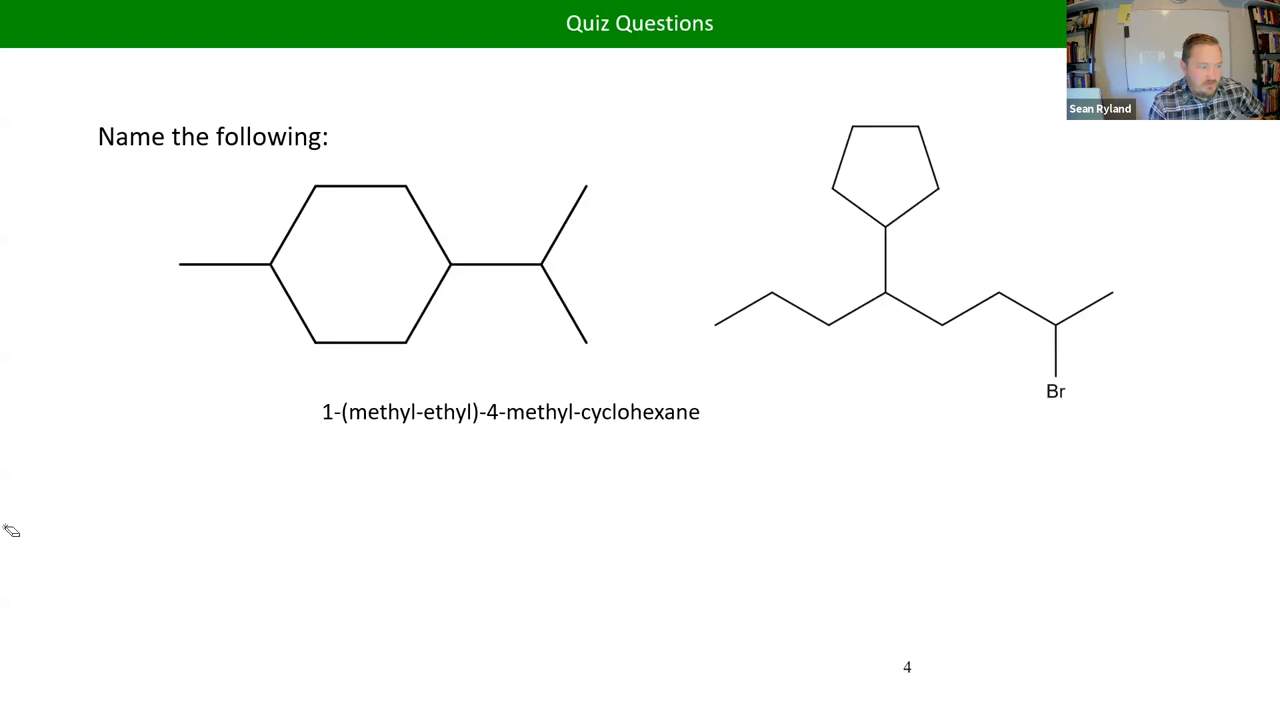 Quiz Questions
Sean Ryland
Name the following:
Br
1-(methyl-ethyl)-4-methyl-cyclohexane
4